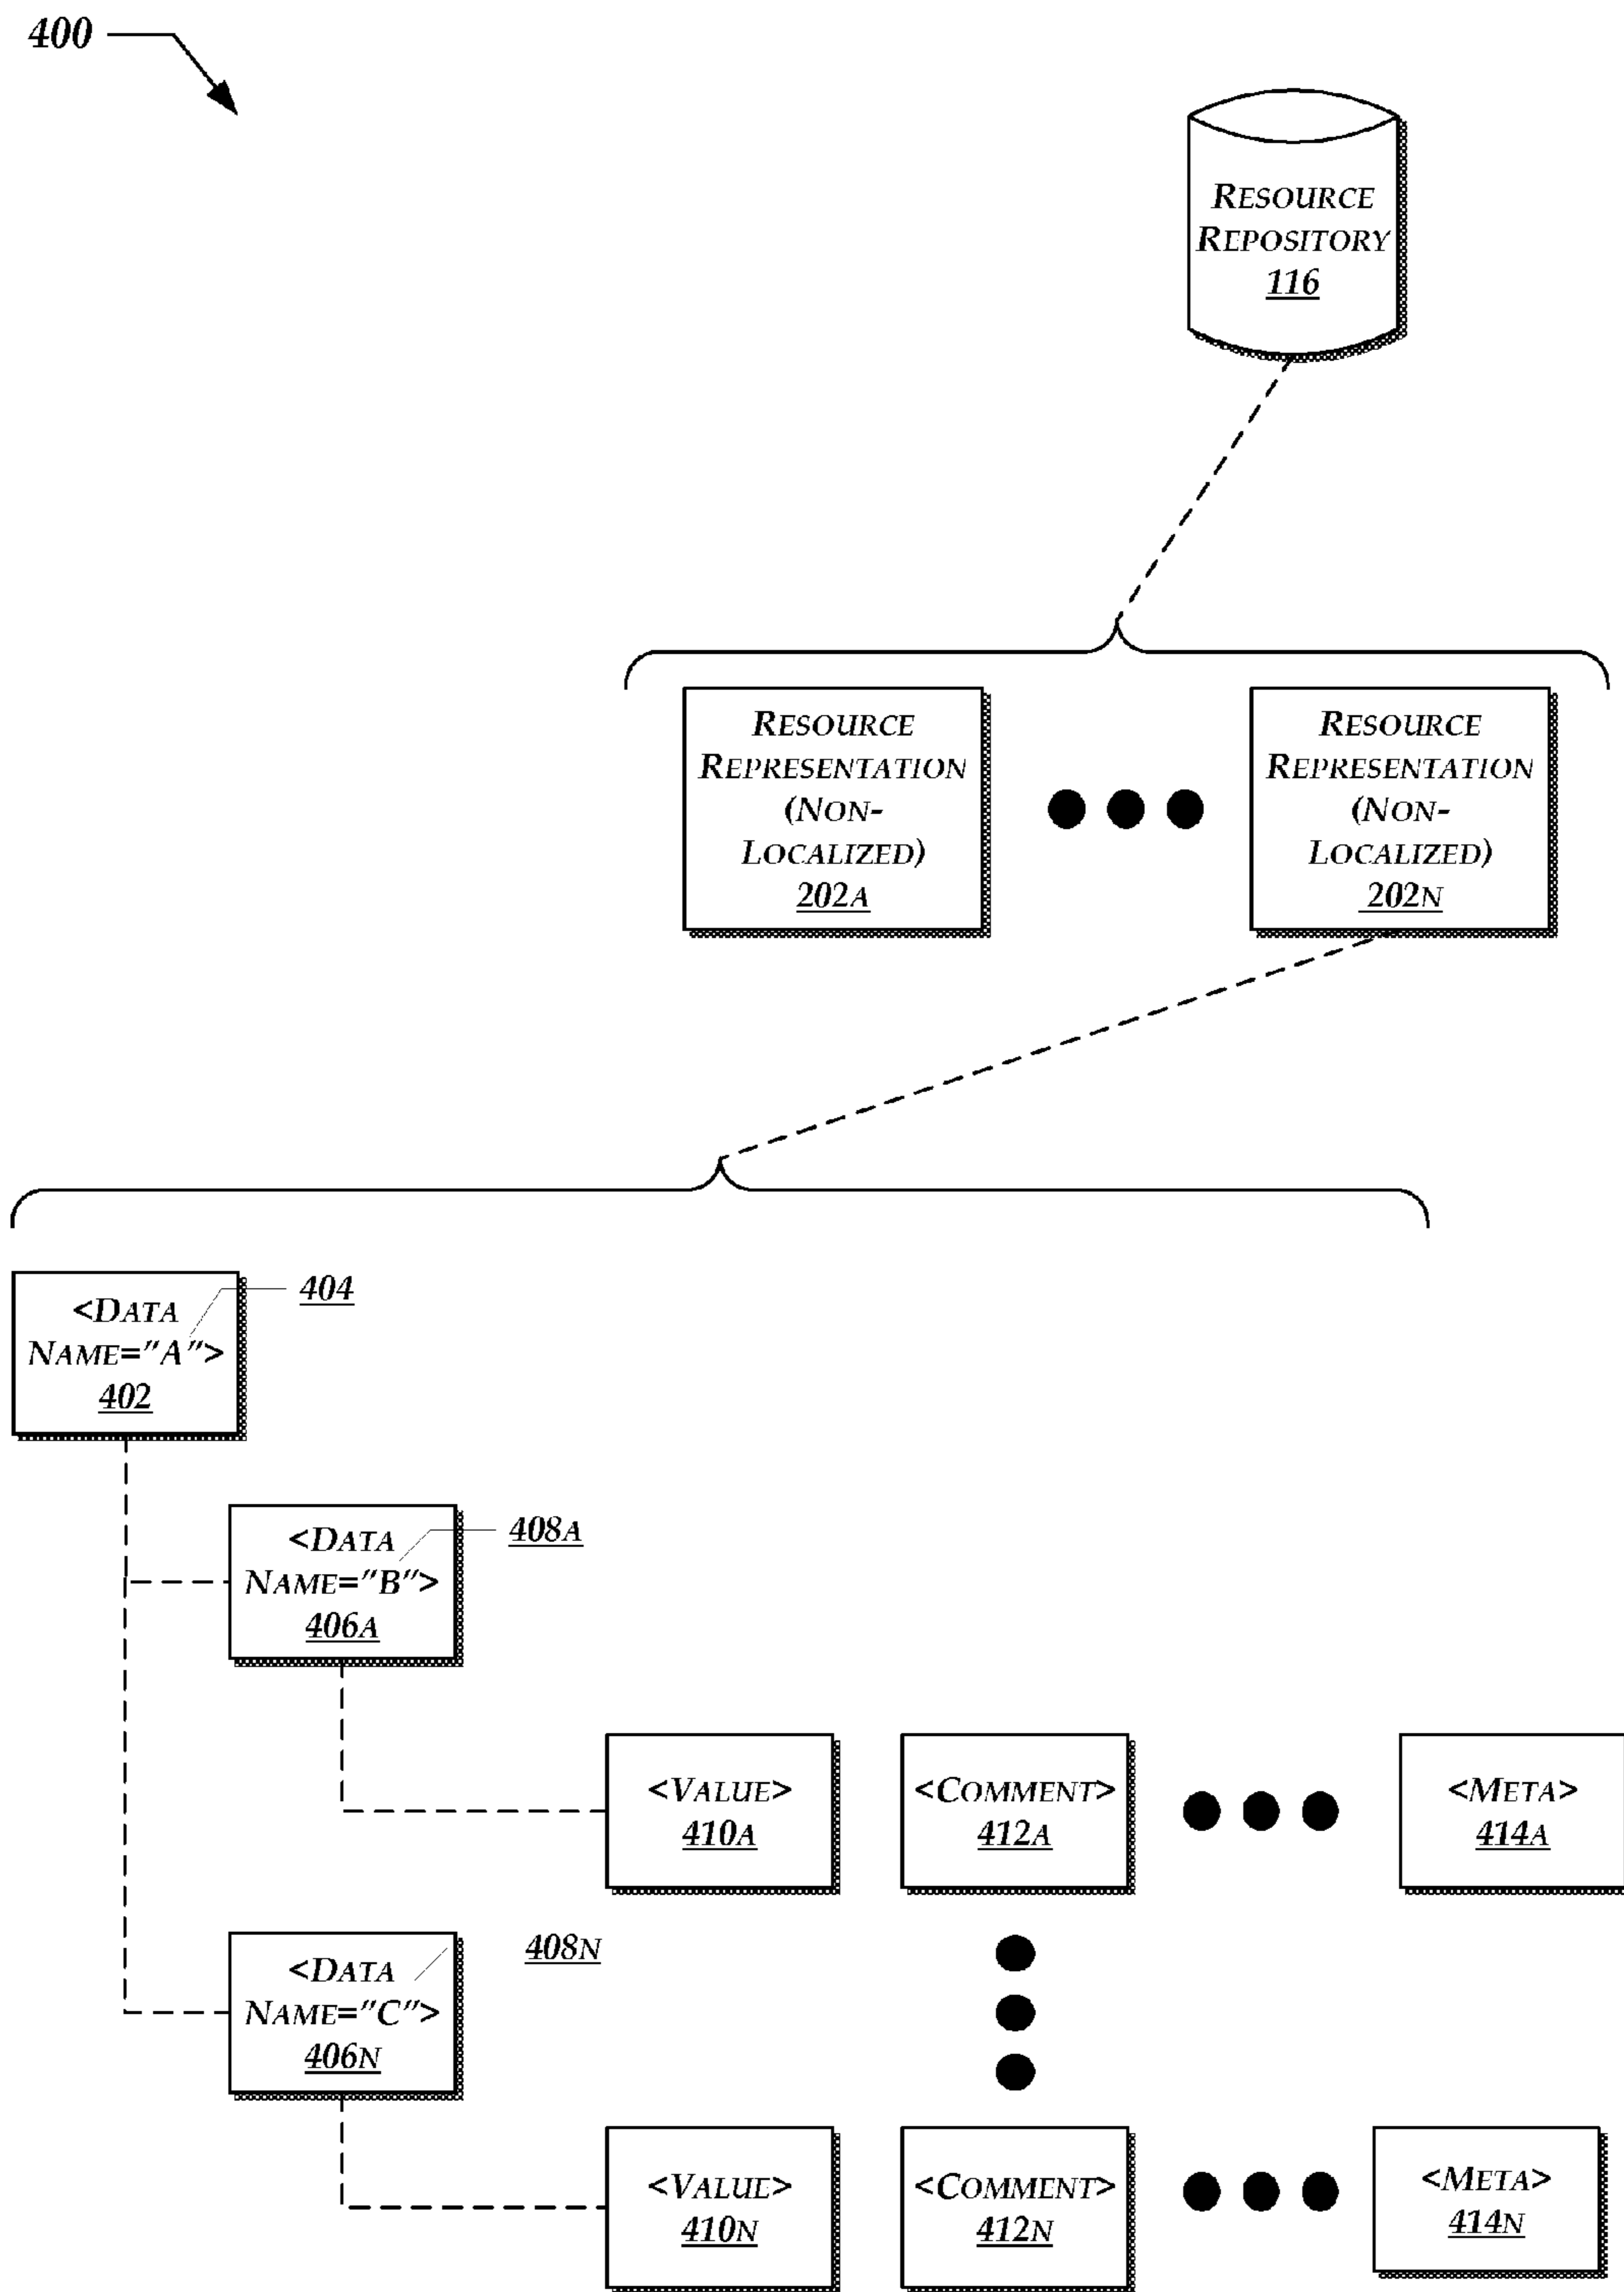 400
RESOURCE
REPOSITORY
116
RESOURCE
REPRESENTATION
(NON-
LOCALIZED)
202A
RESOURCE
REPRESENTATION
(NON-
LOCALIZED)
202N
<DATA
NAME="A">
402
404
<DATA
NAME="B">
406A
408A
<VALUE>
410A
<COMMENT>
412A
<META>
414A
<DATA
NAME="C">
406N
408N
<VALUE>
410N
<COMMENT>
412N
<META>
414N